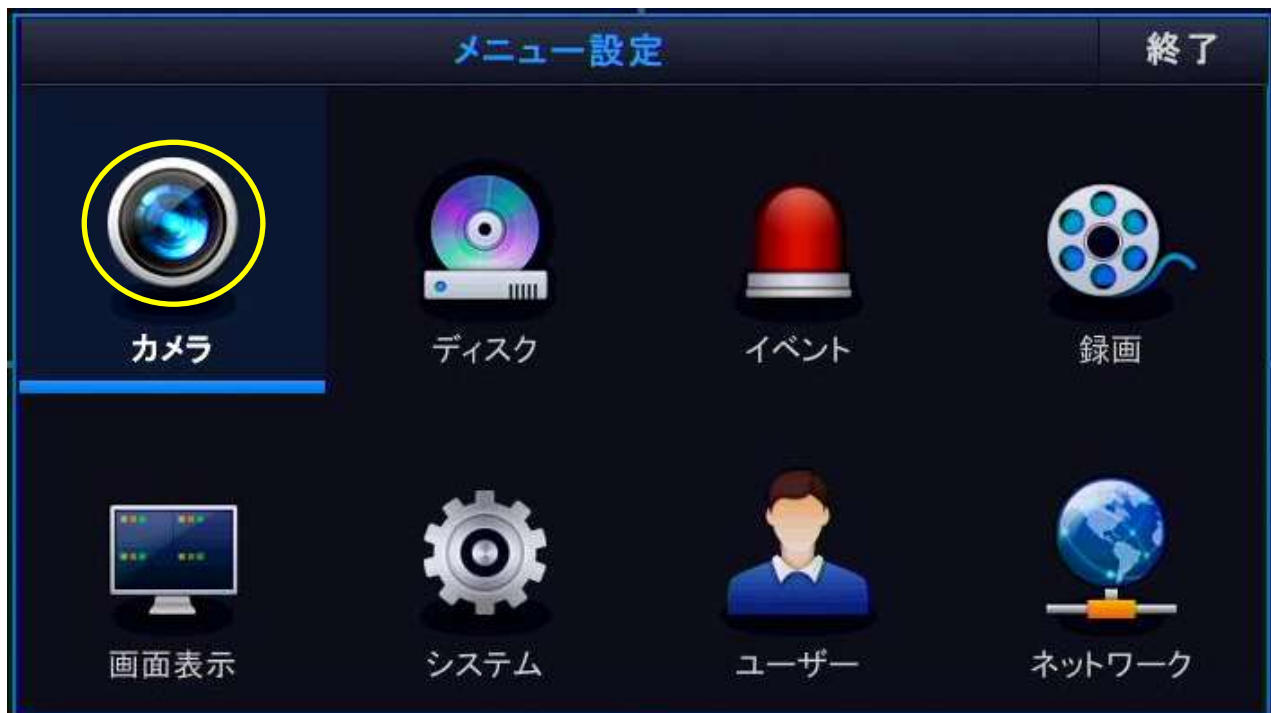 メニュー設定 終了
カメラ ディスク イベント 録画
画面表示 システム ユーザー ネットワーク